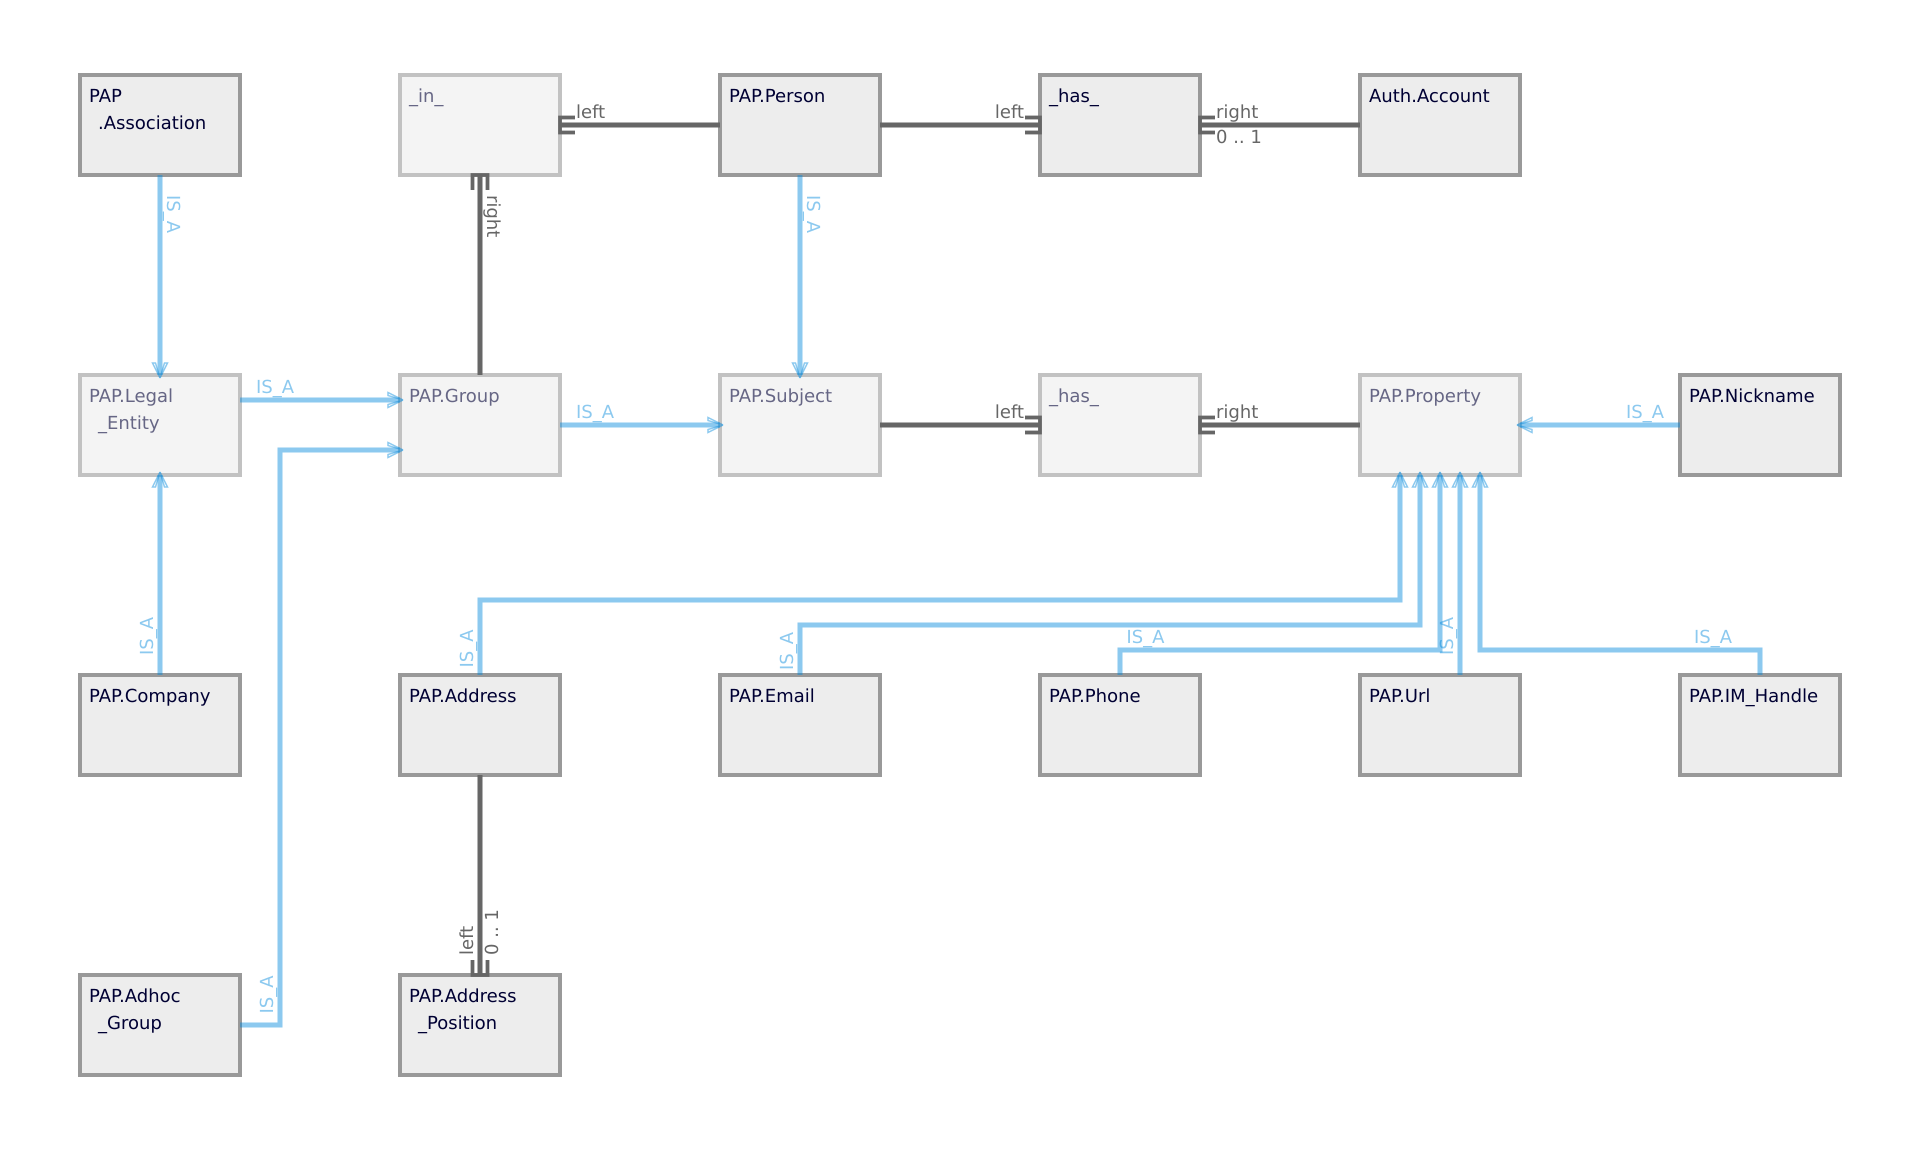 PAP
.Association
_in_
left
PAP.Person
left
_has_
right
0 .. 1
Auth.Account
IS_A
right
IS_A
PAP.Legal
_Entity
IS_A
PAP.Group
IS_A
PAP.Subject
left
_has_
right
PAP.Property
IS_A
PAP.Nickname
IS_A
IS_A
IS_A
IS_A
IS_A
IS_A
PAP.Company
PAP.Address
PAP.Email
PAP.Phone
PAP.Url
PAP.IM_Handle
left
0 .. 1
IS_A
PAP.Adhoc
_Group
PAP.Address
_Position